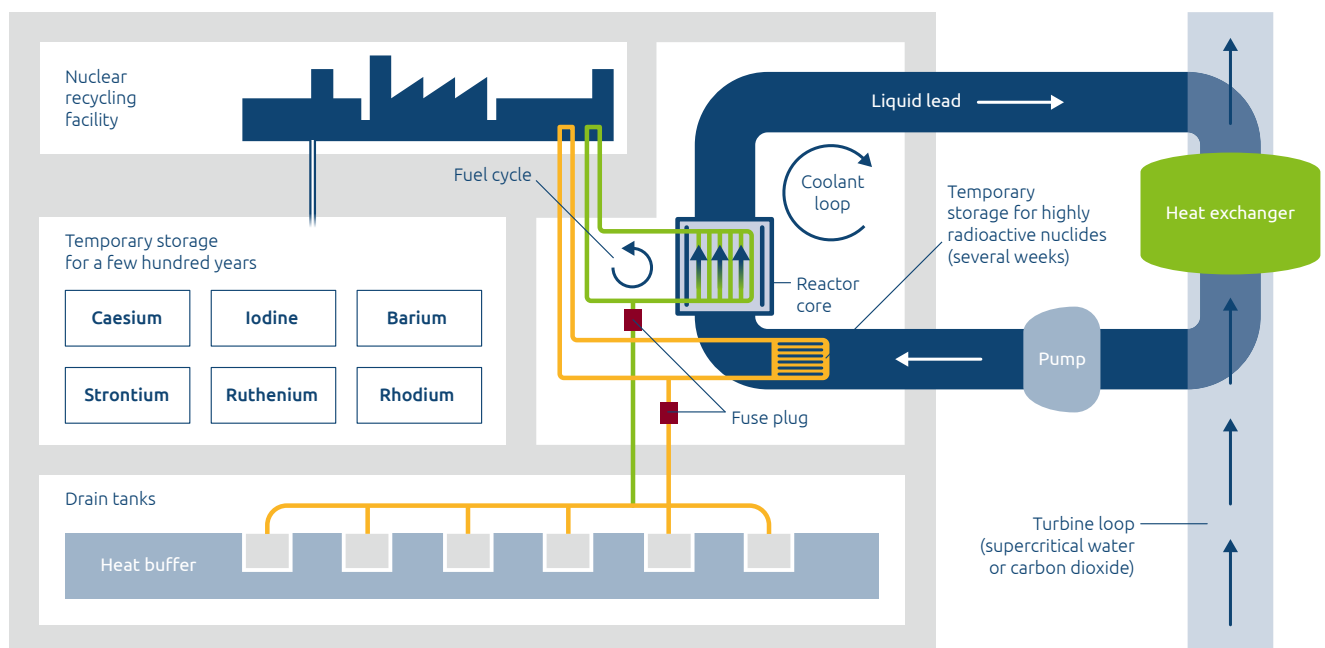 Nuclear
recycling
facility
Liquid lead
Fuel cycle
Coolant
loop
Temporary
storage for highly
radioactive nuclides
(several weeks)
Heat exchanger
Temporary storage
for a few hundred years
Caesium
Iodine
Barium
Strontium
Ruthenium
Rhodium
Reactor
core
Pump
Fuse plug
Drain tanks
Heat buffer
Turbine loop
(supercritical water
or carbon dioxide)